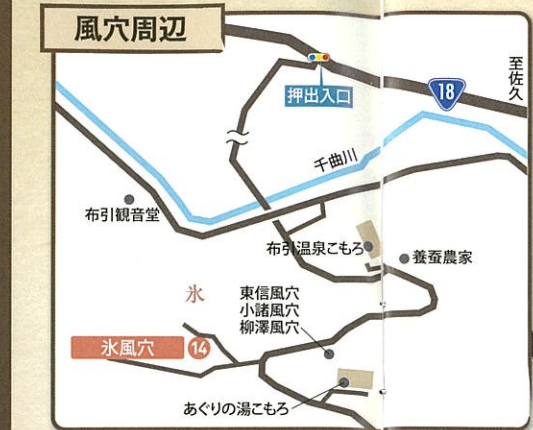 風穴周辺
押出入口
18
至佐久
千曲川
布引観音堂
布引温泉こもろ
養蚕農家
氷
東信風穴
小諸風穴
柳澤風穴
氷風穴
14
あぐりの湯こもろ